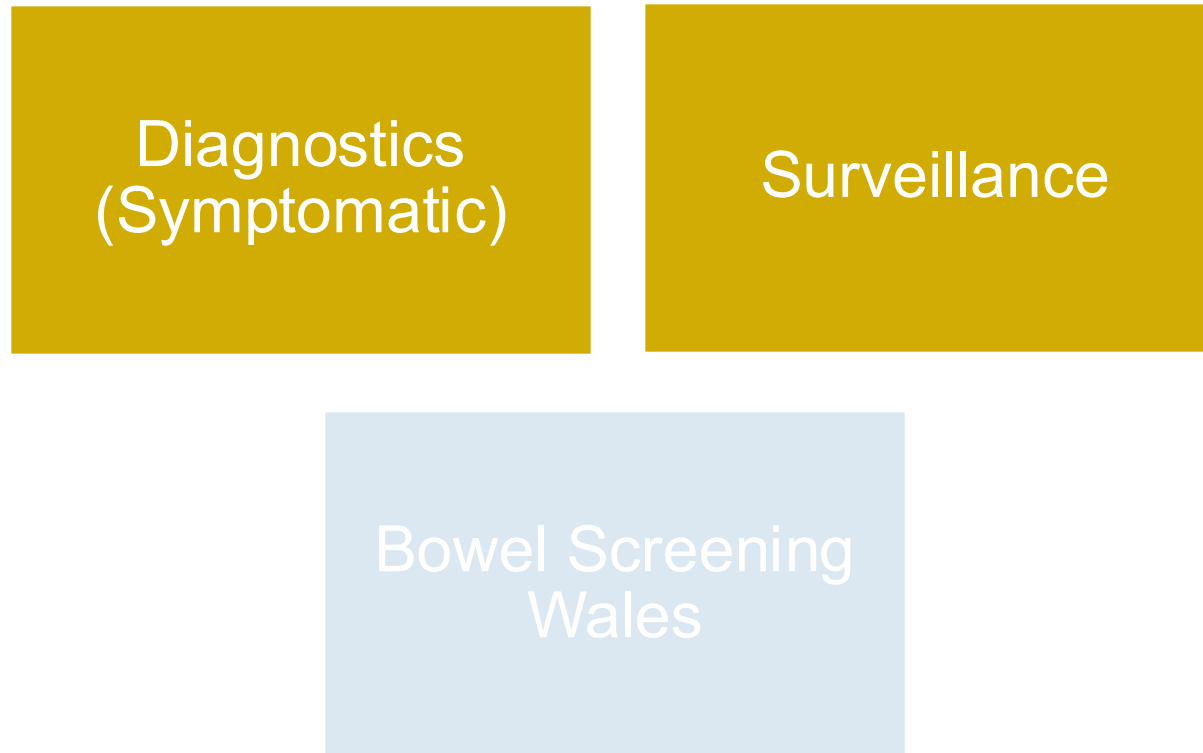 Diagnostics
(Symptomatic)
Surveillance
Bowel Screening
Wales